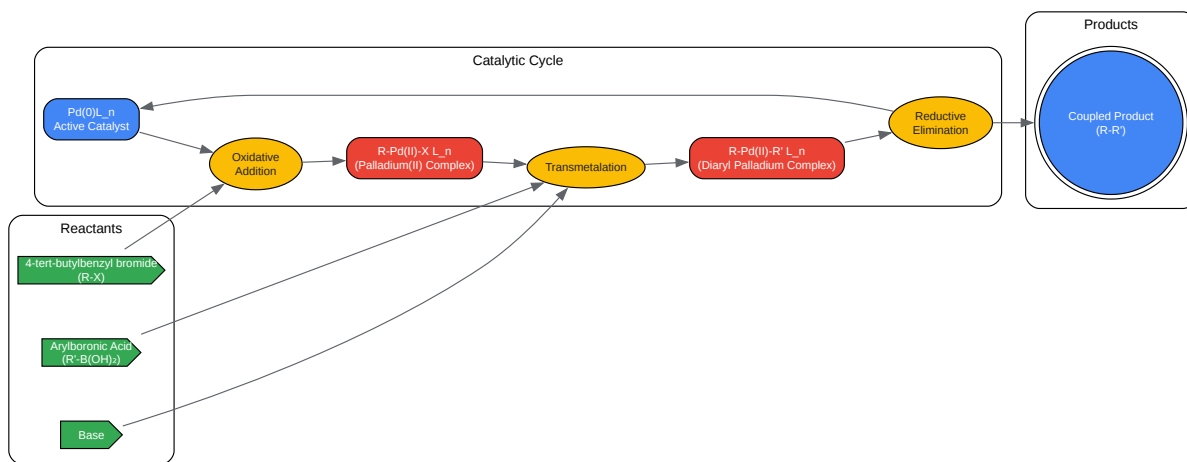 Products
Catalytic Cycle
Pd(0)L_n
Active Catalyst
Oxidative
Addition
R-Pd(II)-X L_n
(Palladium(II) Complex)
Transmetalation
R-Pd(II)-R' L_n
(Diaryl Palladium Complex)
Reductive
Elimination
Coupled Product
(R-R')
Reactants
4-tert-butylbenzyl bromide
(R-X)
Arylboronic Acid
(R'-B(OH)₂)
Base